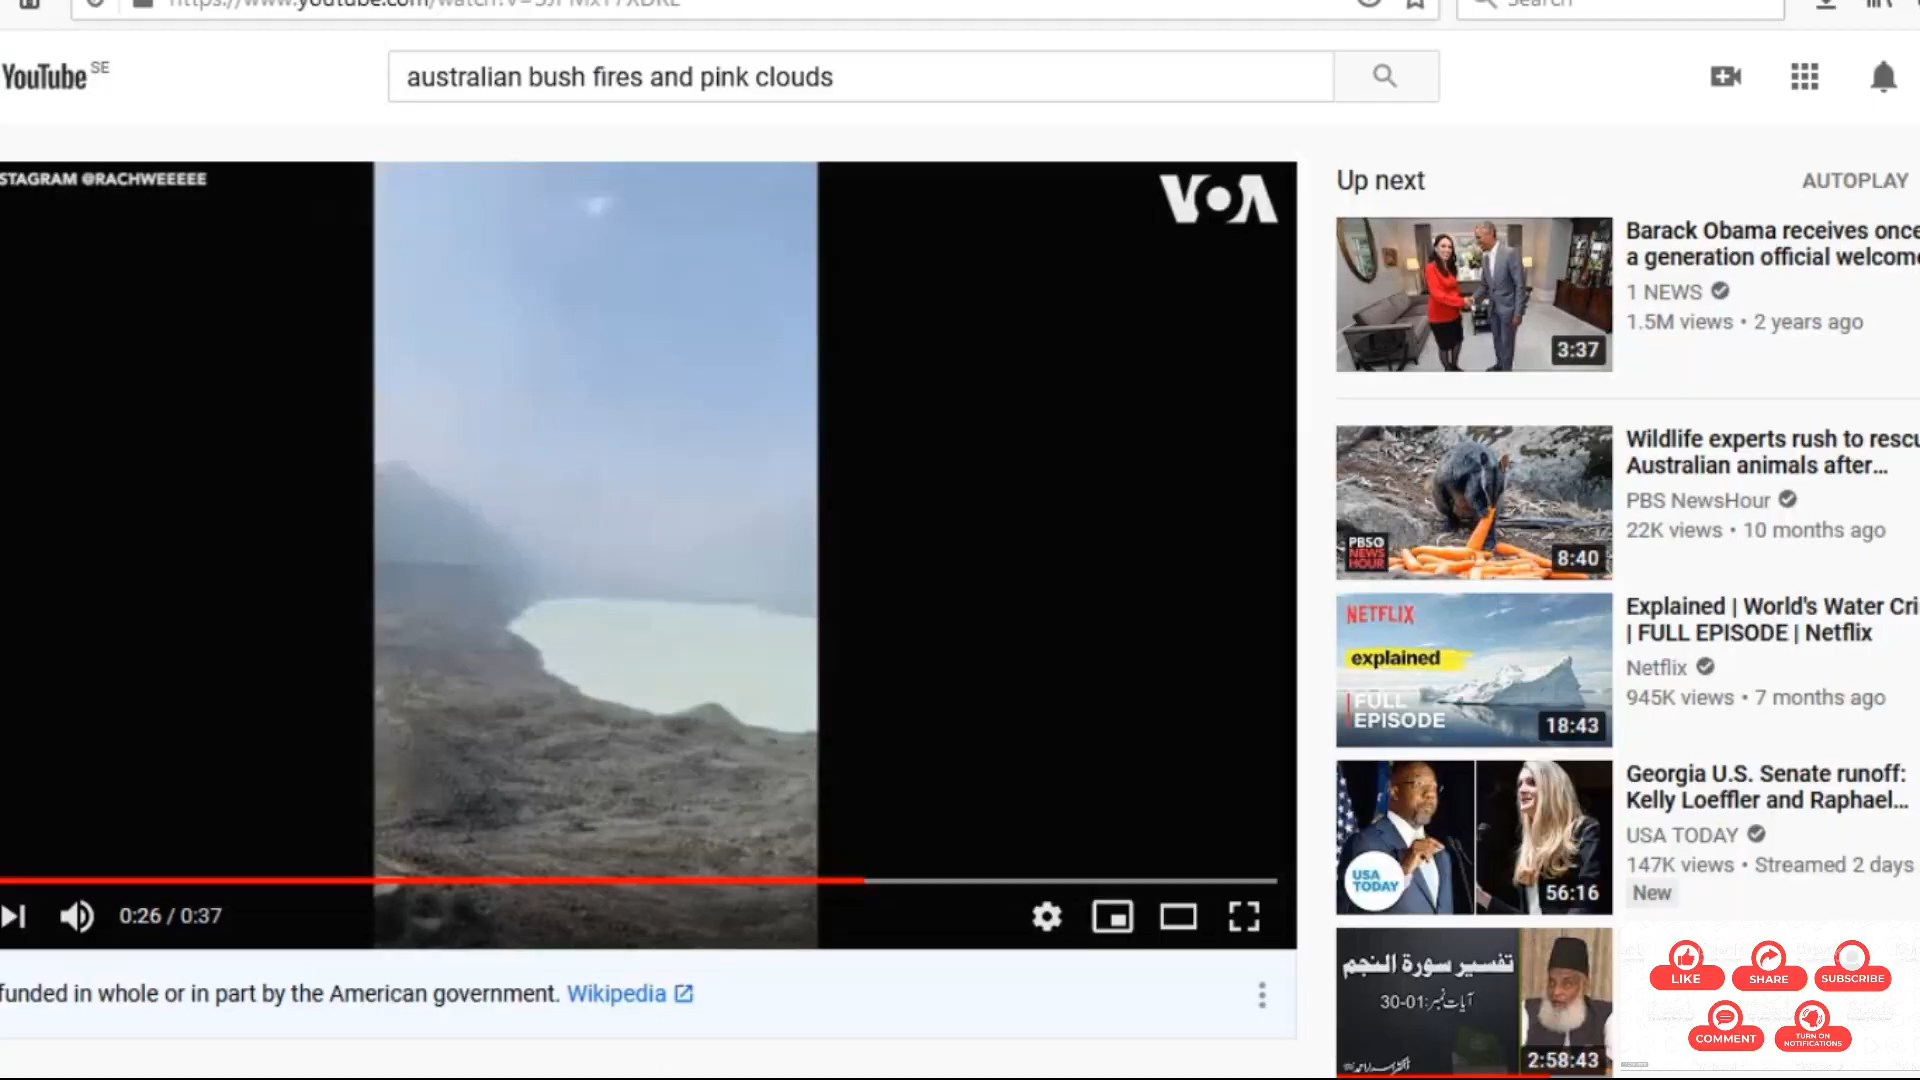 YouTube SE
australian bush fires and pink clouds
STAGRAM @RACHWEEEEE
VOA
0:26 / 0:37
funded in whole or in part by the American government. Wikipedia
Up next
AUTOPLAY
3:37
Barack Obama receives once
a generation official welcome
1 NEWS
1.5M views • 2 years ago
PBS
NEWS
HOUR
8:40
Wildlife experts rush to rescu
Australian animals after...
PBS NewsHour
22K views • 10 months ago
NETFLIX
explained
FULL
EPISODE
18:43
Explained | World's Water Cri
| FULL EPISODE | Netflix
Netflix
945K views • 7 months ago
USA
TODAY
56:16
Georgia U.S. Senate runoff:
Kelly Loeffler and Raphael...
USA TODAY
147K views • Streamed 2 days
New
تفسیر سورۃ النجم
آیات نمبر: 01-30
2:58:43
LIKE
SHARE
SUBSCRIBE
COMMENT
TURN ON
NOTIFICATIONS